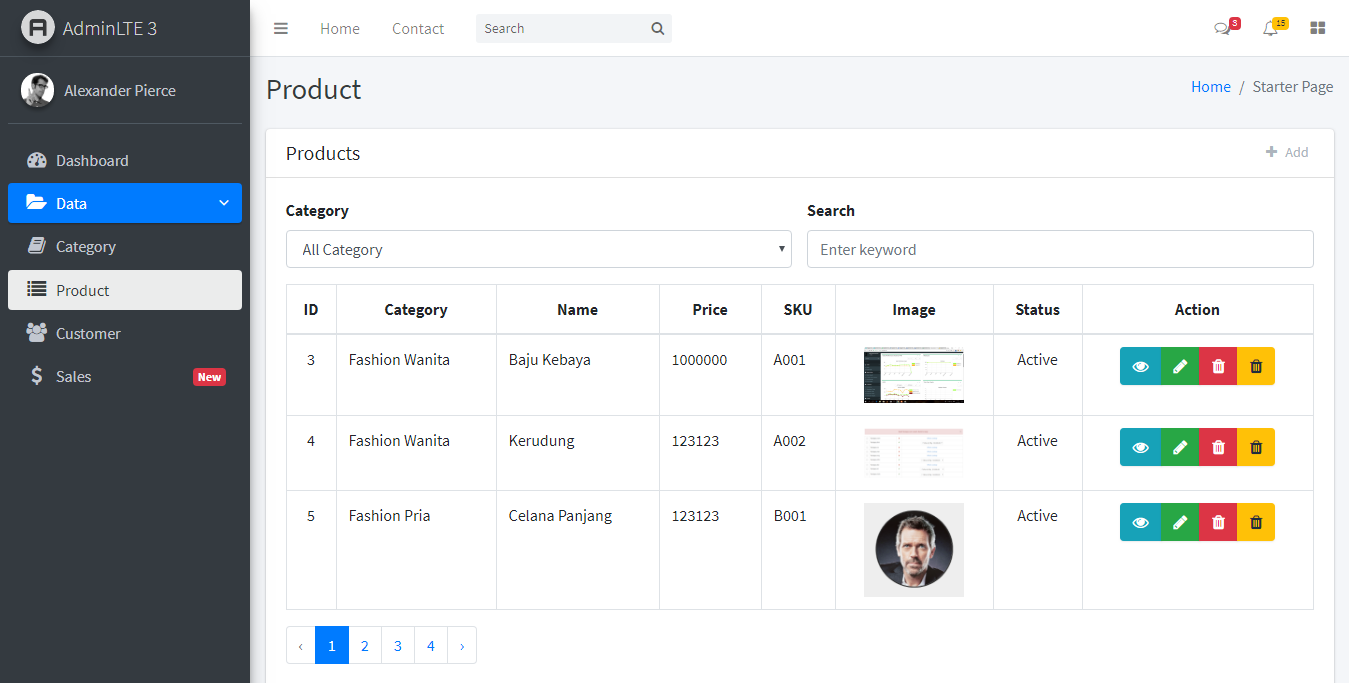 AdminLTE 3
Home
Contact
Search
3
15
Alexander Pierce
Dashboard
Data
Category
Product
Customer
Sales
New
Product
Home / Starter Page
Products
Add
Category
Search
All Category
Enter keyword
ID Category Name Price SKU Image Status Action
3 Fashion Wanita Baju Kebaya 1000000 A001 Active
4 Fashion Wanita Kerudung 123123 A002 Active
5 Fashion Pria Celana Panjang 123123 B001 Active
‹ 1 2 3 4 ›